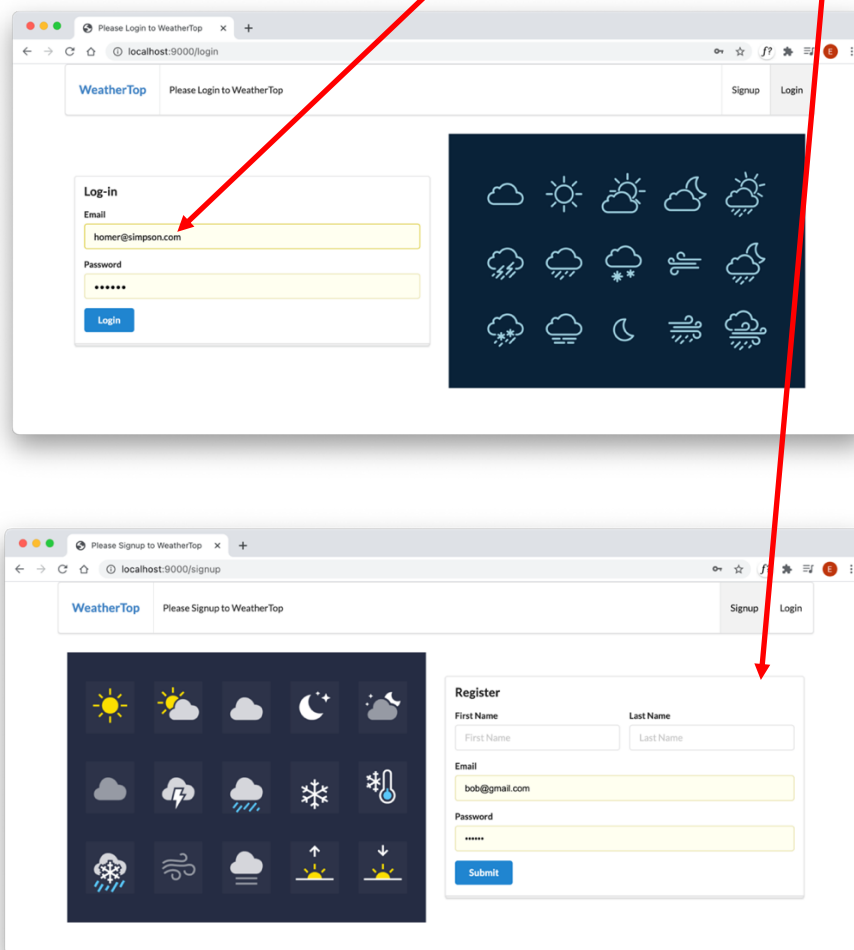 Please Login to WeatherTop
localhost:9000/login
E
WeatherTop Please Login to WeatherTop Signup Login
Log-in
Email
homer@simpson.com
Password
••••••
Login
Please Signup to WeatherTop
localhost:9000/signup
f?
E
WeatherTop Please Signup to WeatherTop Signup Login
Register
First Name Last Name
First Name Last Name
Email
bob@gmail.com
Password
••••••
Submit